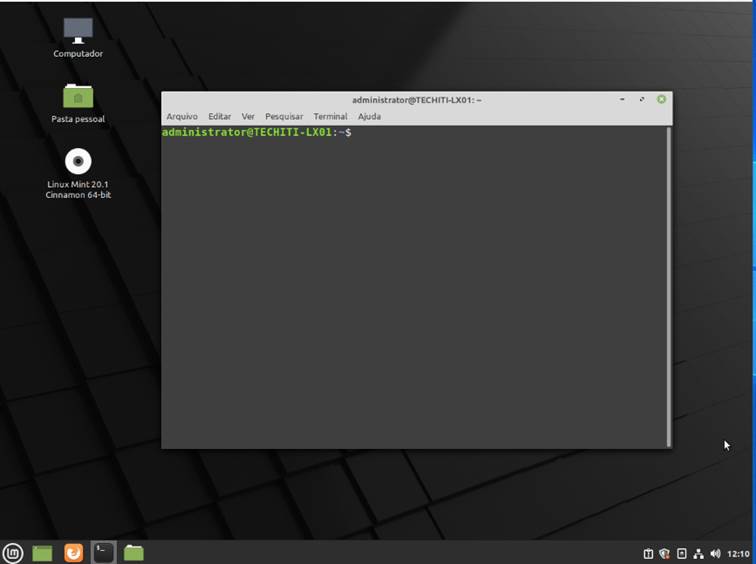 Computador
Pasta pessoal
Linux Mint 20.1
Cinnamon 64-bit
administrator@TECHITI-LX01: ~
Arquivo Editar Ver Pesquisar Terminal Ajuda
administrator@TECHITI-LX01:~$
12:10